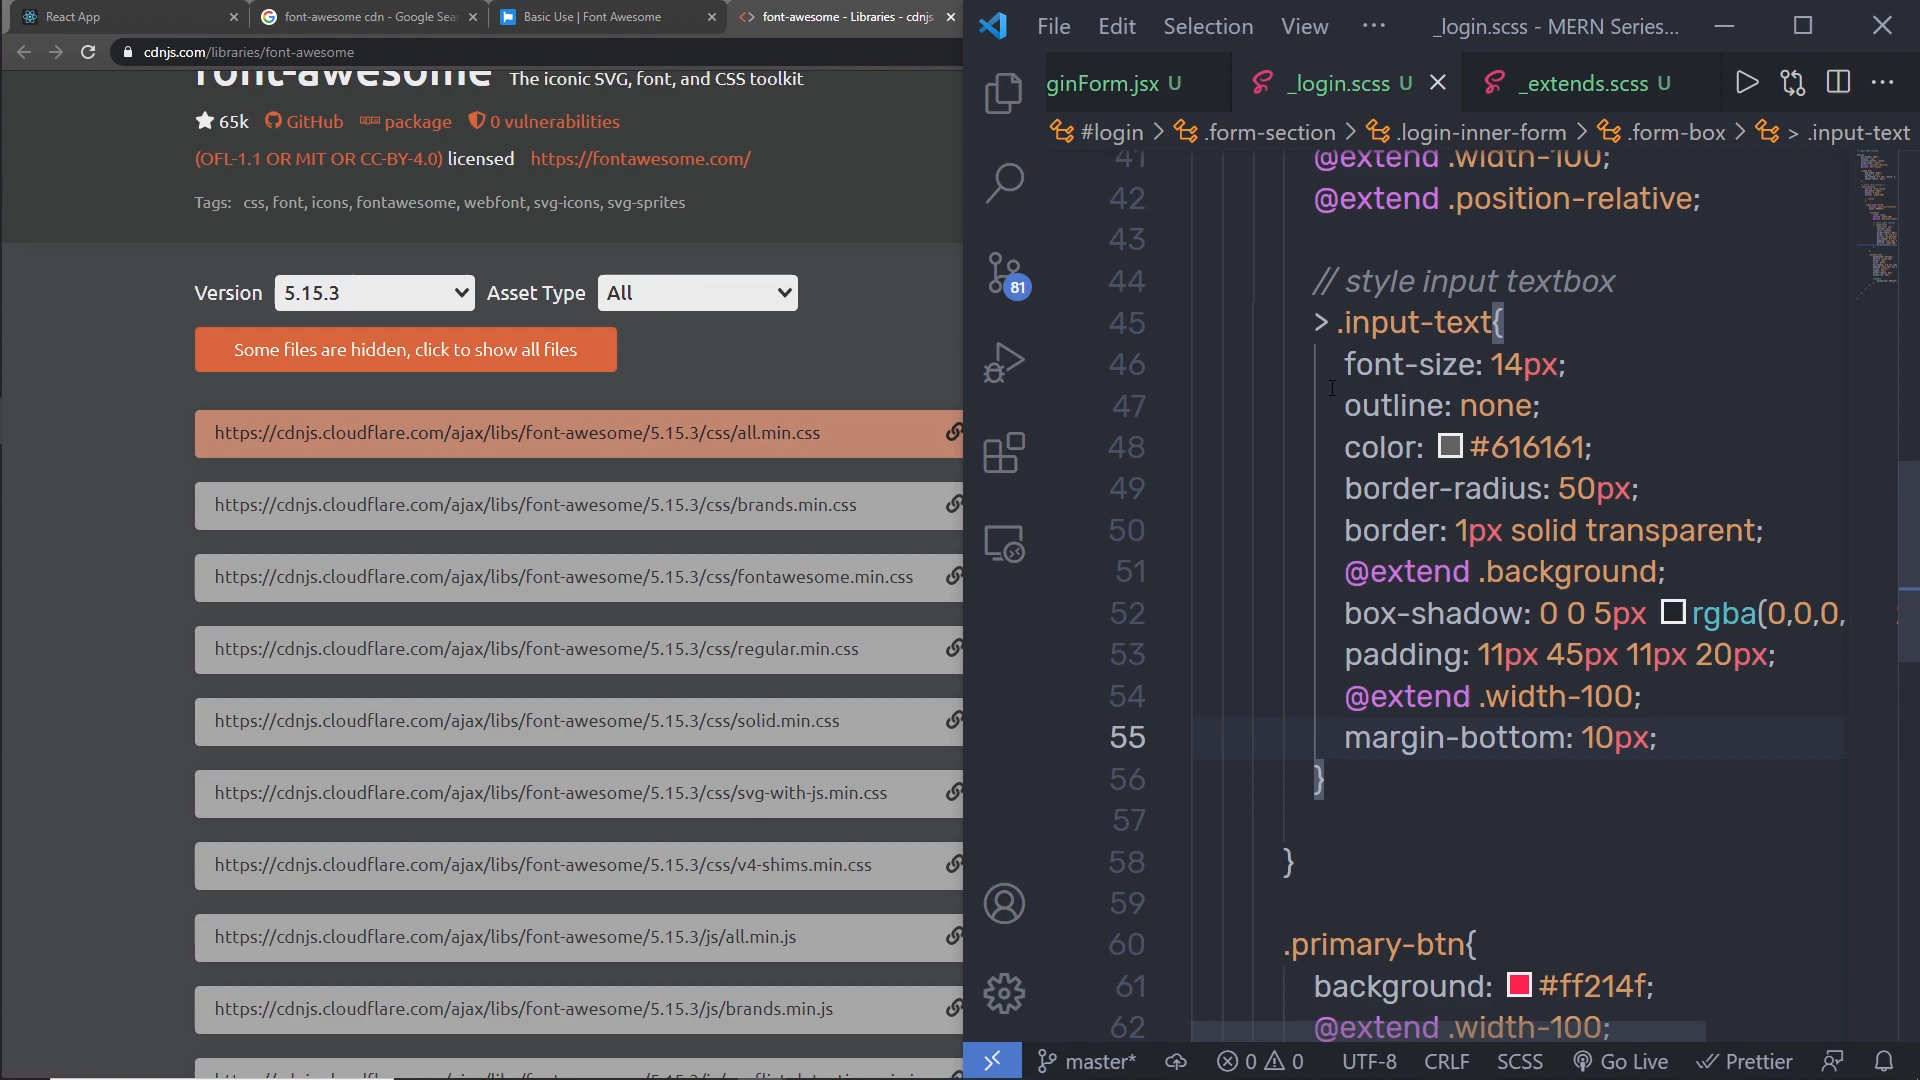 React App
font-awesome cdn - Google Sea
Basic Use | Font Awesome
font-awesome - Libraries - cdnjs
cdnjs.com/libraries/font-awesome
font-awesome The iconic SVG, font, and CSS toolkit
65k GitHub package 0 vulnerabilities
(OFL-1.1 OR MIT OR CC-BY-4.0) licensed https://fontawesome.com/
Tags: css, font, icons, fontawesome, webfont, svg-icons, svg-sprites
Version 5.15.3 Asset Type All
Some files are hidden, click to show all files
https://cdnjs.cloudflare.com/ajax/libs/font-awesome/5.15.3/css/all.min.css
https://cdnjs.cloudflare.com/ajax/libs/font-awesome/5.15.3/css/brands.min.css
https://cdnjs.cloudflare.com/ajax/libs/font-awesome/5.15.3/css/fontawesome.min.css
https://cdnjs.cloudflare.com/ajax/libs/font-awesome/5.15.3/css/regular.min.css
https://cdnjs.cloudflare.com/ajax/libs/font-awesome/5.15.3/css/solid.min.css
https://cdnjs.cloudflare.com/ajax/libs/font-awesome/5.15.3/css/svg-with-js.min.css
https://cdnjs.cloudflare.com/ajax/libs/font-awesome/5.15.3/css/v4-shims.min.css
https://cdnjs.cloudflare.com/ajax/libs/font-awesome/5.15.3/js/all.min.js
https://cdnjs.cloudflare.com/ajax/libs/font-awesome/5.15.3/js/brands.min.js
File Edit Selection View ··· _login.scss - MERN Series...
ginForm.jsx U _login.scss U _extends.scss U
#login > .form-section > .login-inner-form > .form-box > > .input-text
81
41 @extend .width-100;
42 @extend .position-relative;
43
44 // style input textbox
45 > .input-text{
46 font-size: 14px;
47 outline: none;
48 color: #616161;
49 border-radius: 50px;
50 border: 1px solid transparent;
51 @extend .background;
52 box-shadow: 0 0 5px rgba(0,0,0,
53 padding: 11px 45px 11px 20px;
54 @extend .width-100;
55 margin-bottom: 10px;
56 }
57
58 }
59
60 .primary-btn{
61 background: #ff214f;
62 @extend .width-100;
master* 0 0 UTF-8 CRLF SCSS Go Live Prettier